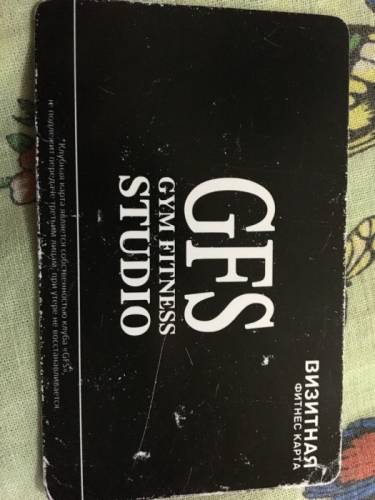 ВИЗИТНАЯ
ФИТНЕС КАРТА
GFS
GYM FITNESS
STUDIO
*Клубная карта является собственностью клуба «GFS»,
не подлежит передаче третьим лицам, при утере не восстанавливается.